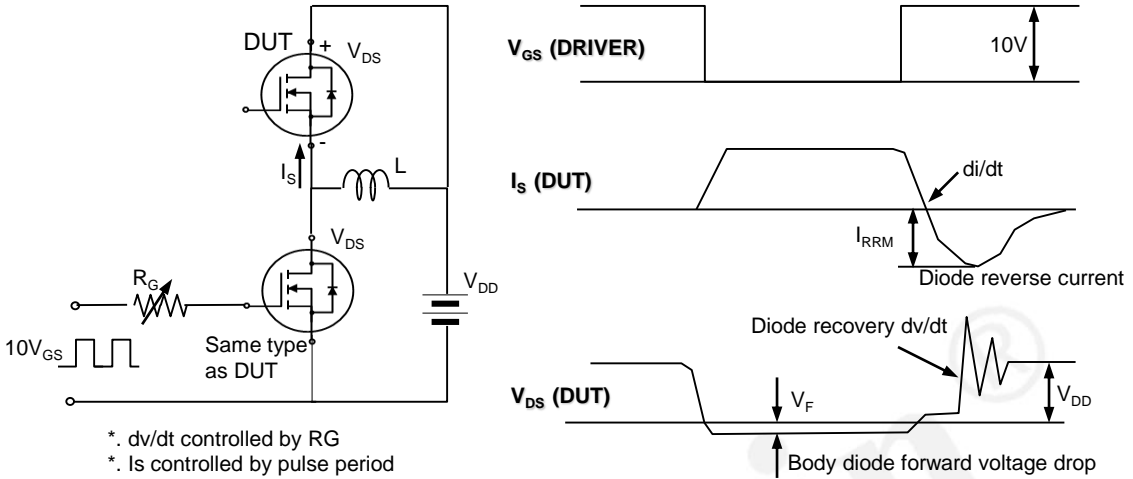 DUT
+
V_DS
-
I_S
L
V_DS
R_G
V_DD
10V_GS
Same type
as DUT
*. dv/dt controlled by RG
*. Is controlled by pulse period
V_GS (DRIVER)
10V
I_S (DUT)
di/dt
I_RRM
Diode reverse current
Diode recovery dv/dt
V_DS (DUT)
V_F
V_DD
Body diode forward voltage drop